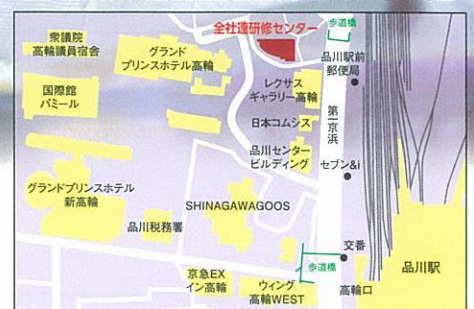 衆議院
高輪議員宿舎
グランド
プリンスホテル高輪
全社連研修センター
歩道橋
品川駅前
郵便局
国際館
パミール
レクサス
ギャラリー高輪
第一京浜
日本コムシス
品川センター
ビルディング
セブン&i
グランドプリンスホテル
新高輪
SHINAGAWAGOOS
品川税務署
交番
歩道橋
品川駅
京急EX
イン高輪
ウィング
高輪WEST
高輪口